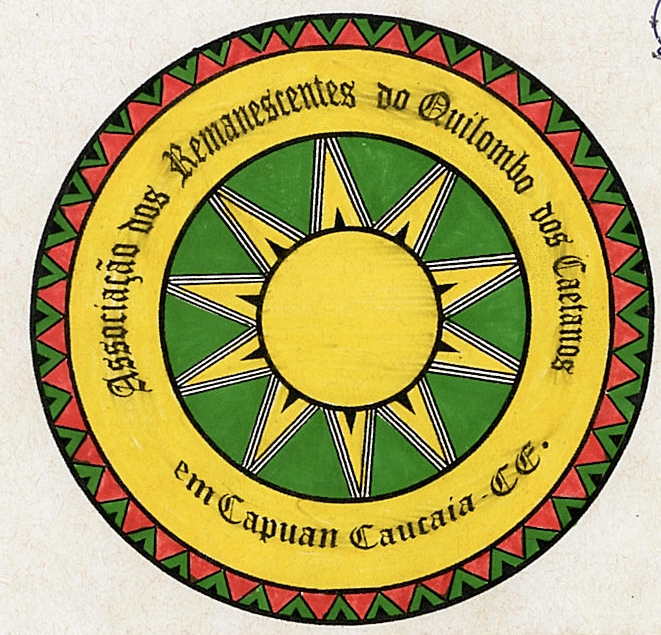 Associação dos Remanescentes do Quilombo dos Caetanos
em Capuan Caucaia - CE.